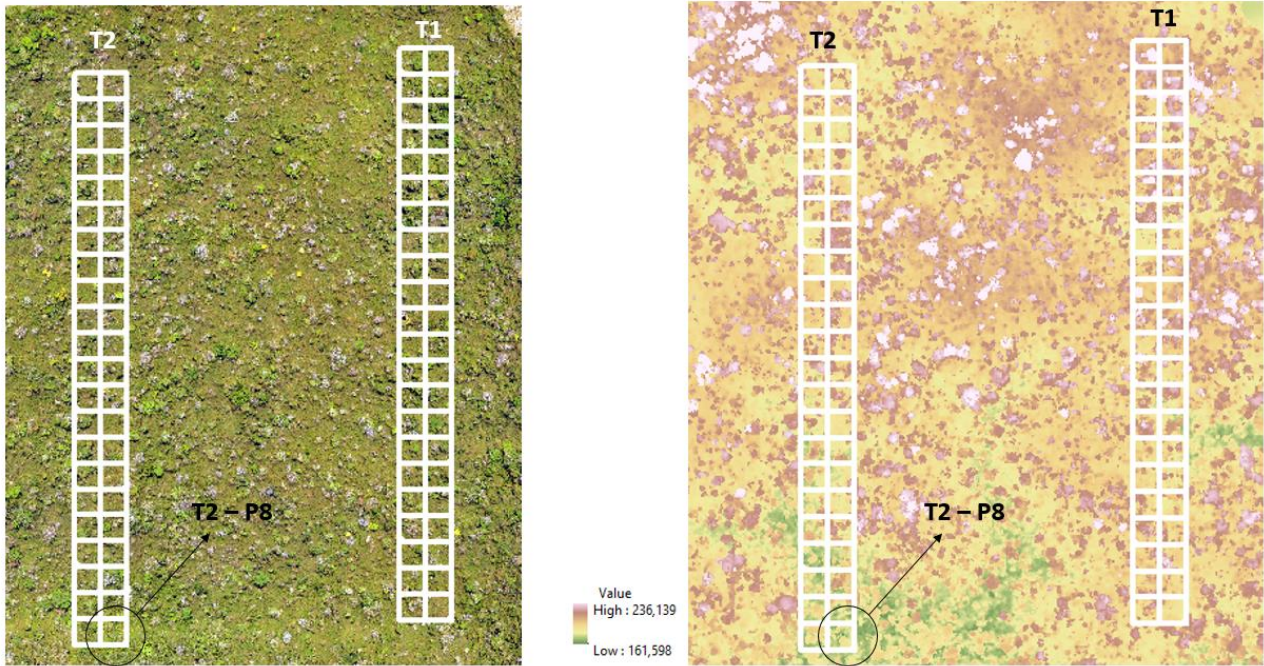 T2
T1
T2 – P8
T2
T1
T2 – P8
Value
High : 236,139
Low : 161,598